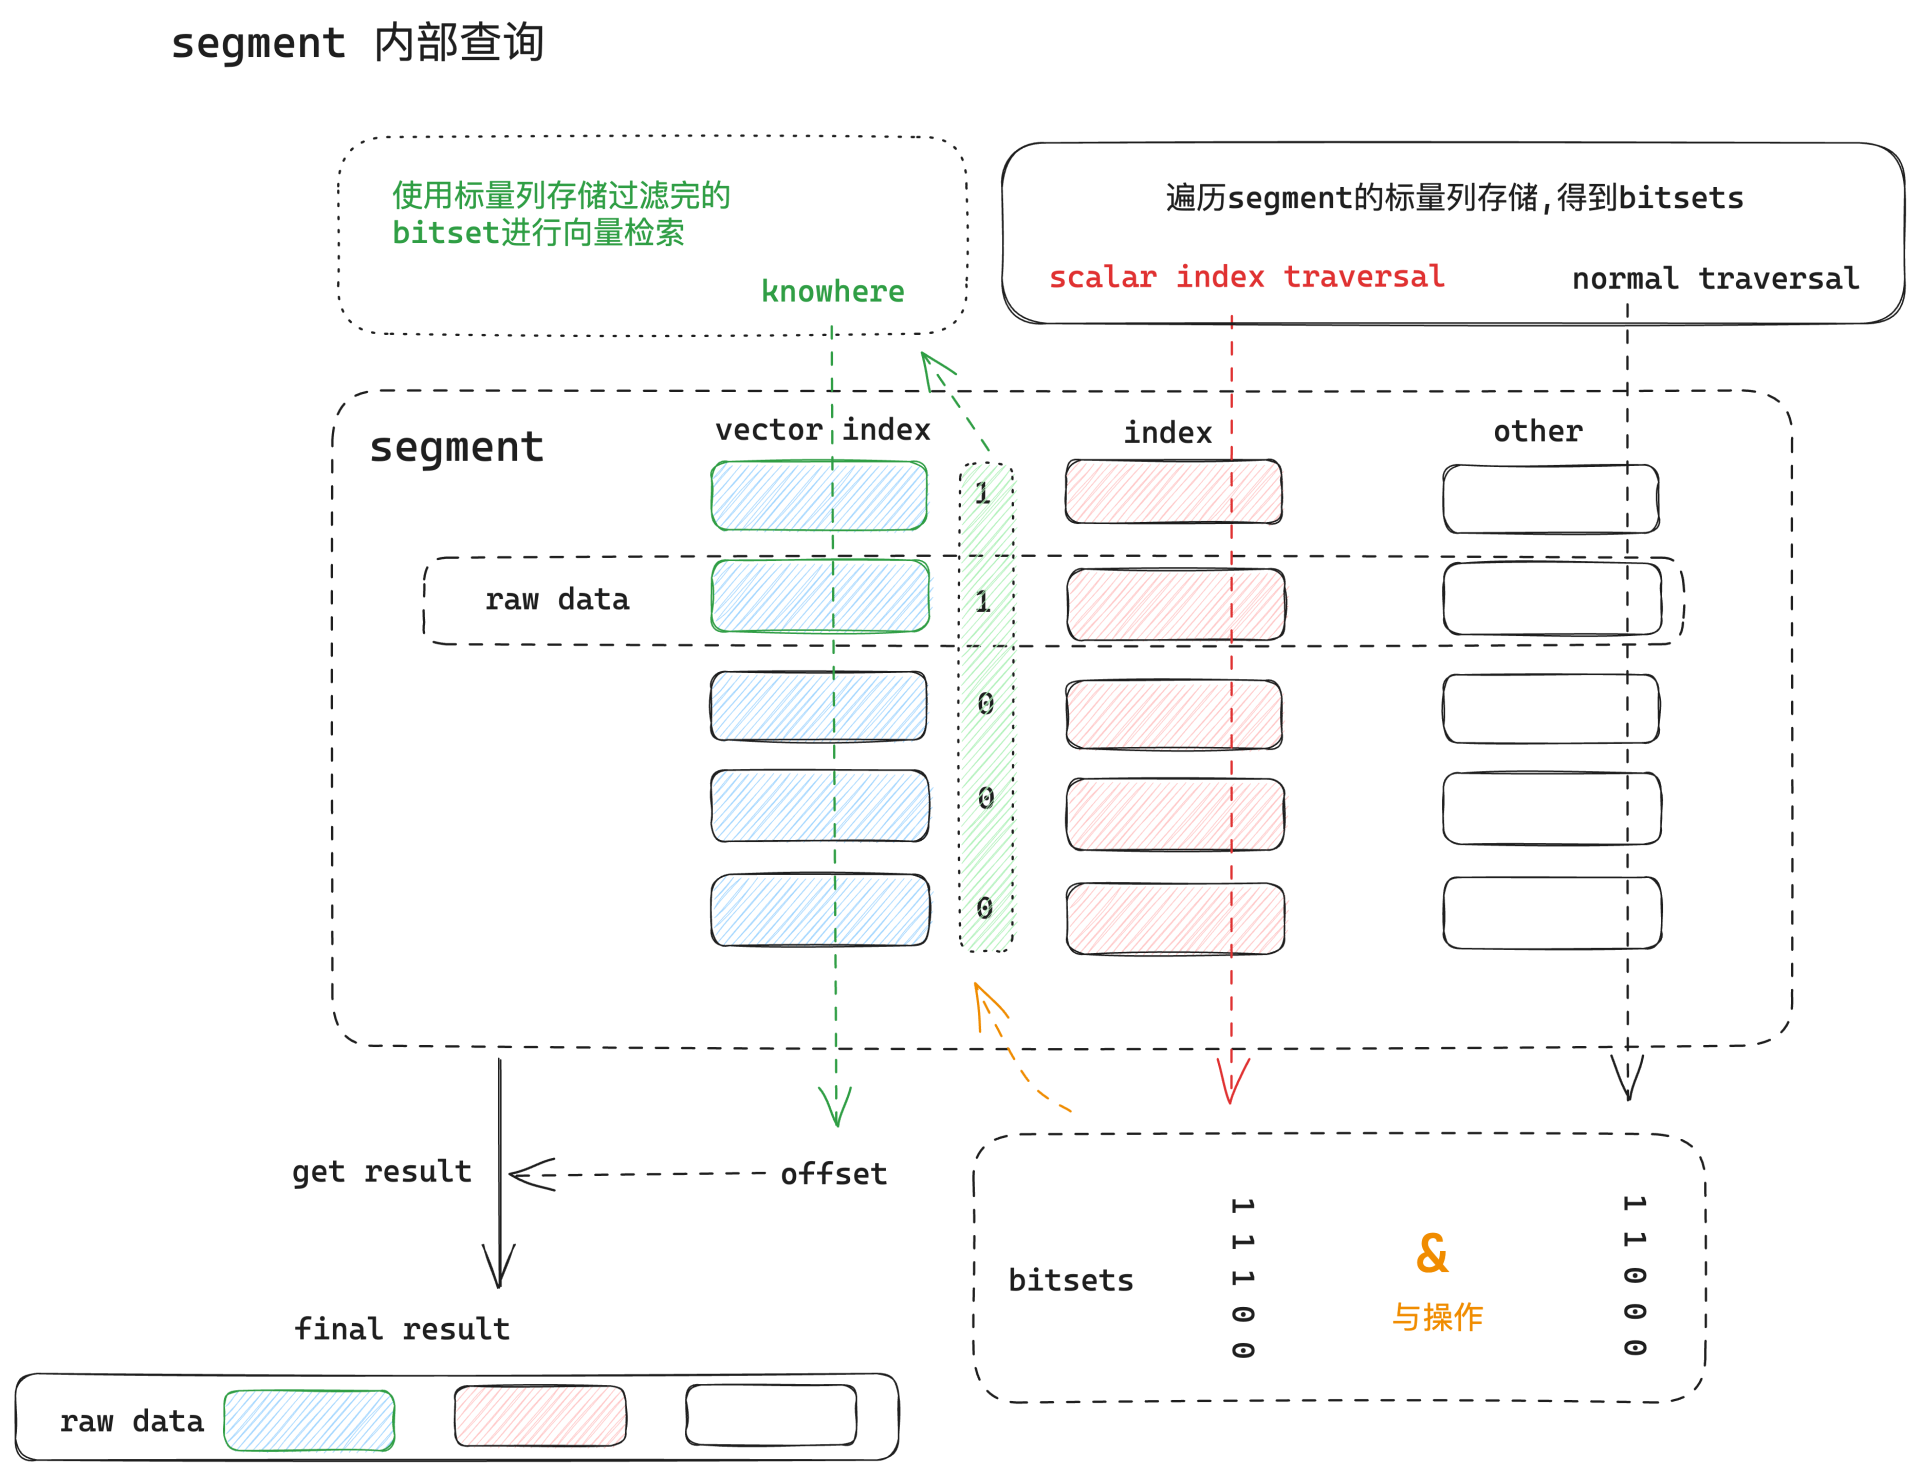 segment 内部查询
使用标量列存储过滤完的
bitset进行向量检索
knowhere
遍历segment的标量列存储,得到bitsets
scalar index traversal
normal traversal
segment
vector index
index
other
1
raw data
1
0
0
0
get result
offset
final result
raw data
bitsets
1 1 1 0 0
&
与操作
1 1 0 0 0